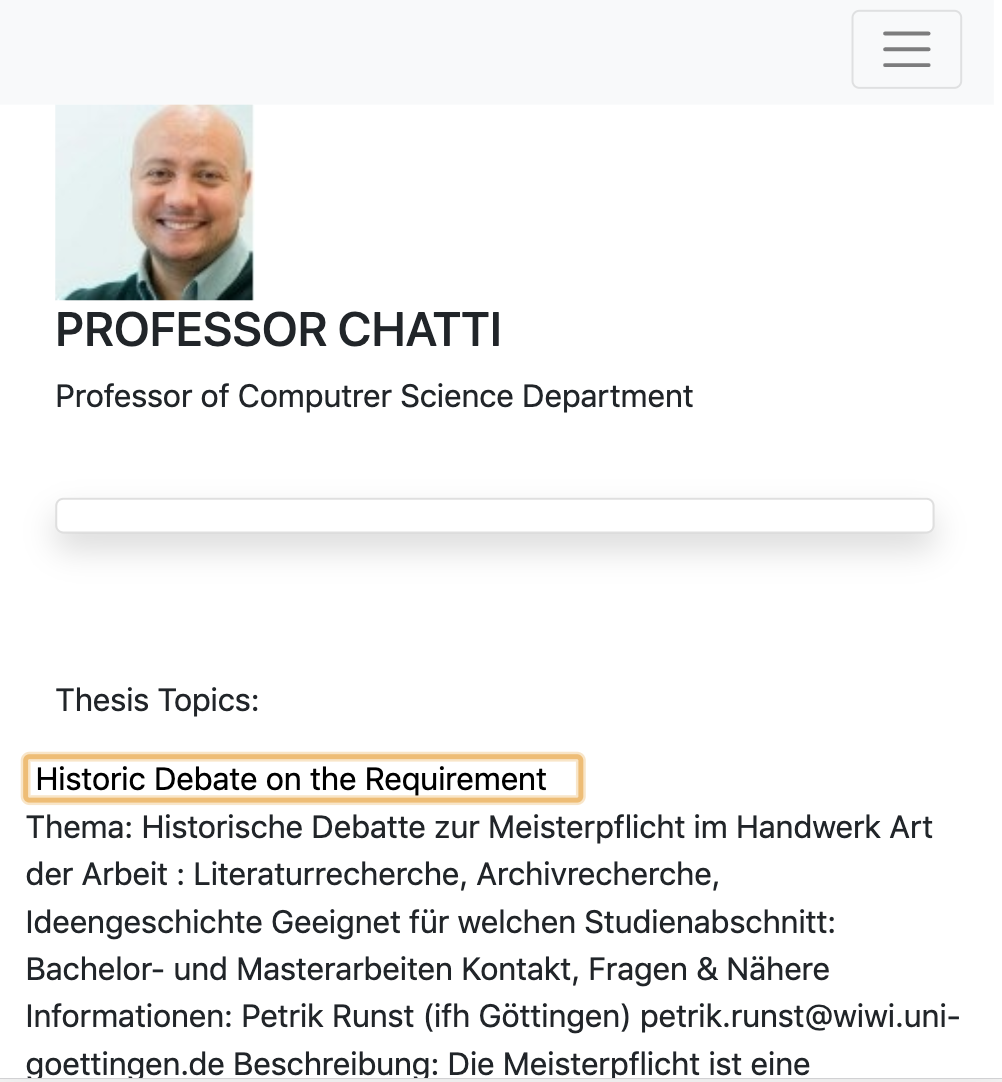 PROFESSOR CHATTI
Professor of Computrer Science Department
Thesis Topics:
Historic Debate on the Requirement
Thema: Historische Debatte zur Meisterpflicht im Handwerk Art
der Arbeit : Literaturrecherche, Archivrecherche,
Ideengeschichte Geeignet für welchen Studienabschnitt:
Bachelor- und Masterarbeiten Kontakt, Fragen & Nähere
Informationen: Petrik Runst (ifh Göttingen) petrik.runst@wiwi.uni-
goettingen.de Beschreibung: Die Meisterpflicht ist eine